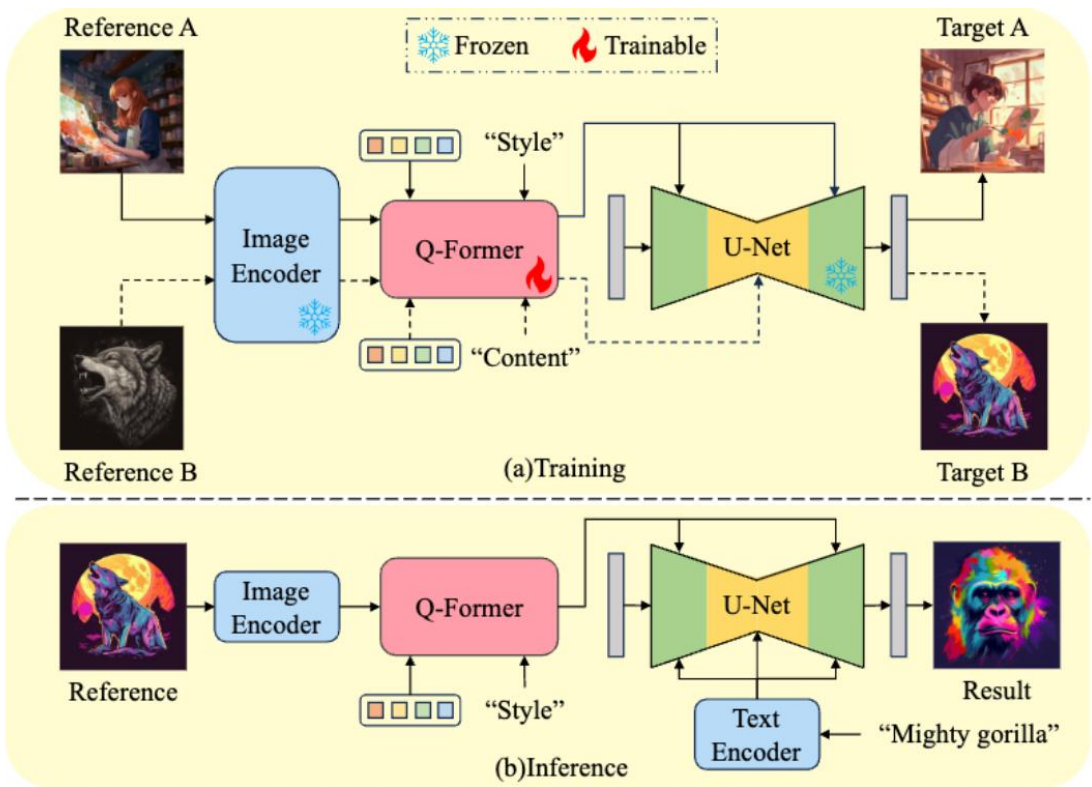 Reference A
Frozen
Trainable
Target A
“Style”
Image
Encoder
Q-Former
U-Net
“Content”
Reference B
(a)Training
Target B
Image
Encoder
Q-Former
U-Net
Reference
“Style”
Text
Encoder
“Mighty gorilla”
Result
(b)Inference